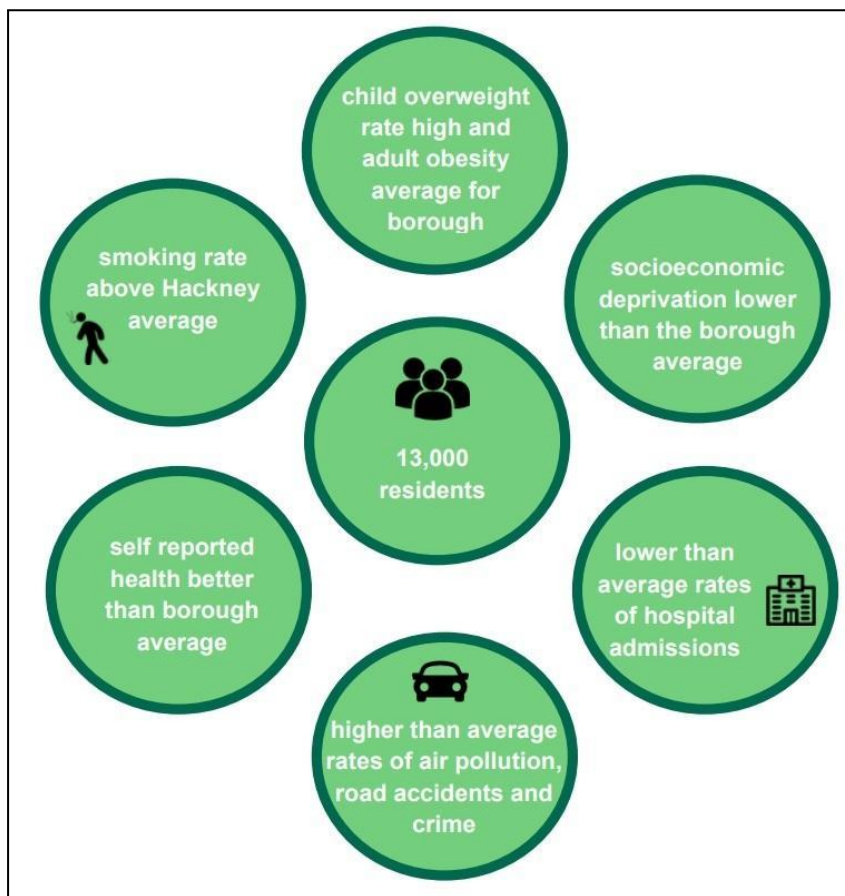 child overweight
rate high and
adult obesity
average for
borough
smoking rate
above Hackney
average
socioeconomic
deprivation lower
than the borough
average
13,000
residents
self reported
health better
than borough
average
lower than
average rates
of hospital
admissions
higher than average
rates of air pollution,
road accidents and
crime